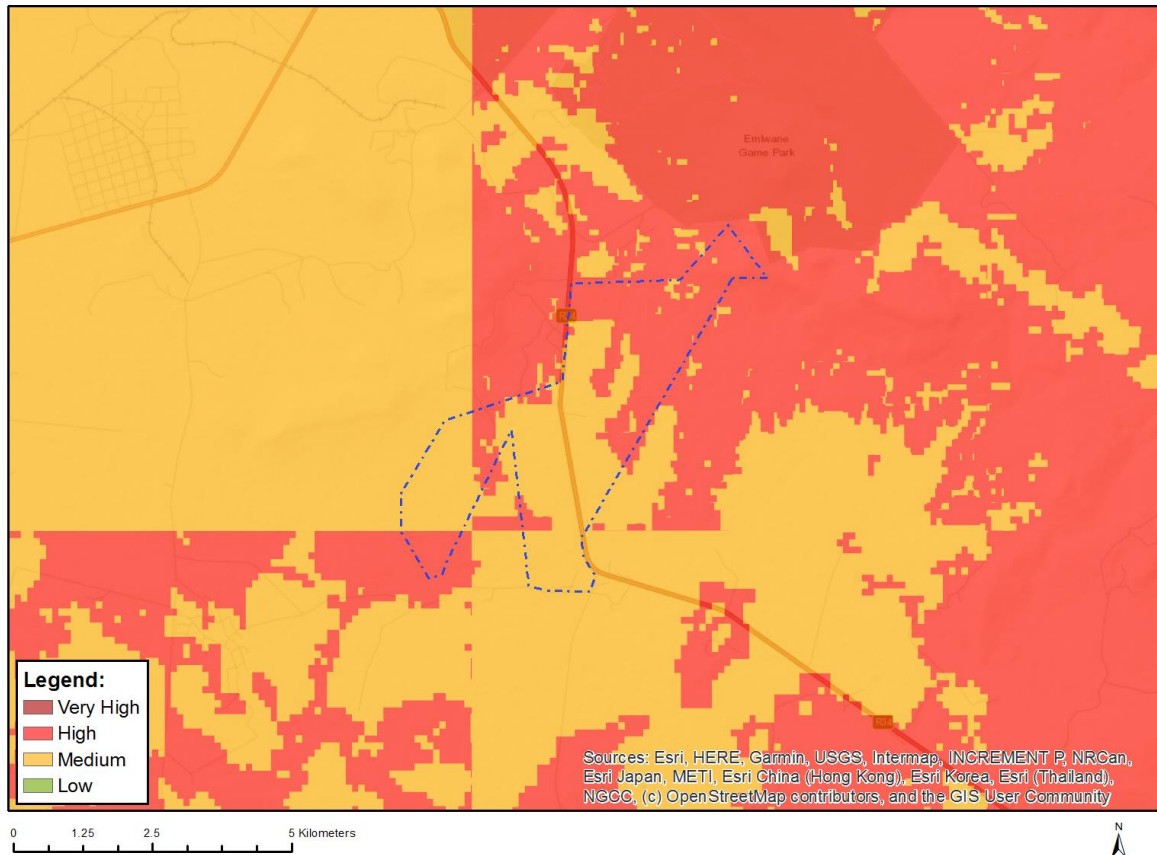 Emlwane
Game Park
R34
Legend:
Very High
High
Medium
Low
Sources: Esri, HERE, Garmin, USGS, Intermap, INCREMENT P, NRCan,
Esri Japan, METI, Esri China (Hong Kong), Esri Korea, Esri (Thailand),
NGCC, (c) OpenStreetMap contributors, and the GIS User Community
0 1.25 2.5 5 Kilometers
N